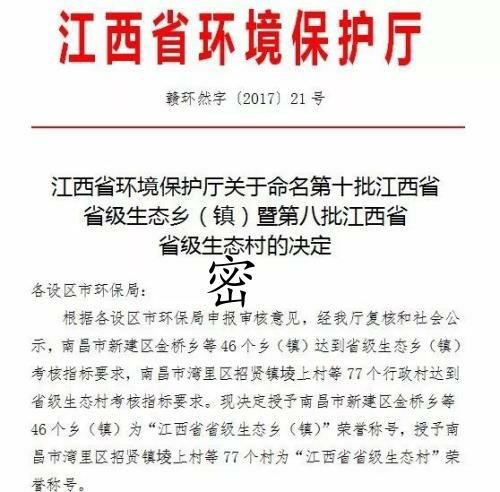 江西省环境保护厅
赣环然字〔2017〕21号
江西省环境保护厅关于命名第十批江西省
省级生态乡（镇）暨第八批江西省
省级生态村的决定
密
各设区市环保局：
根据各设区市环保局申报审核意见，经我厅复核和社会公
示，南昌市新建区金桥乡等46个乡（镇）达到省级生态乡（镇）
考核指标要求，南昌市湾里区招贤镇堎上村等77个行政村达到
省级生态村考核指标要求。现决定授予南昌市新建区金桥乡等
46个乡（镇）为“江西省省级生态乡（镇）”荣誉称号，授予南
昌市湾里区招贤镇堎上村等77个村为“江西省省级生态村”荣
誉称号。